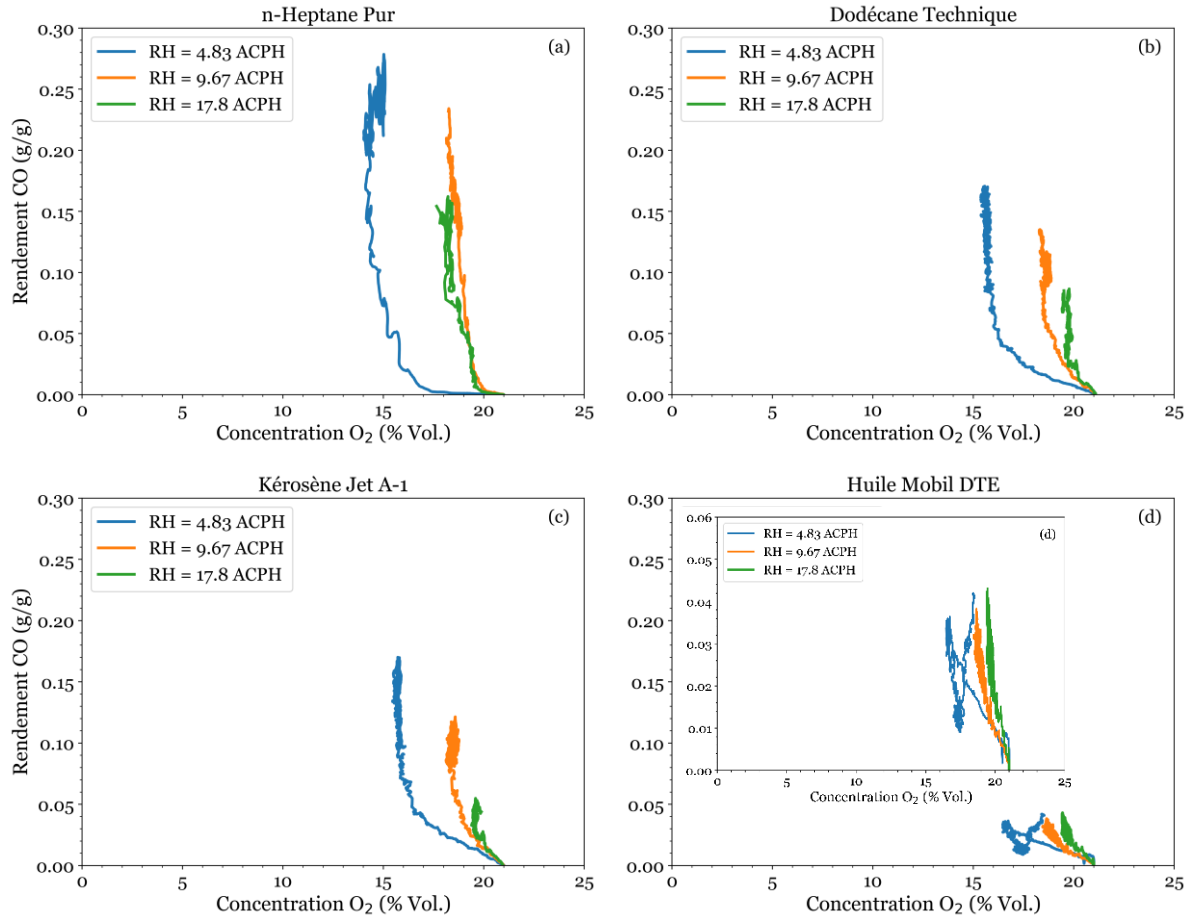 n-Heptane Pur
0.30
0.25
0.20
0.15
0.10
0.05
0.00
Rendement CO (g/g)
RH = 4.83 ACPH
RH = 9.67 ACPH
RH = 17.8 ACPH
(a)
0 5 10 15 20 25
Concentration O₂ (% Vol.)
Dodécane Technique
0.30
0.25
0.20
0.15
0.10
0.05
0.00
RH = 4.83 ACPH
RH = 9.67 ACPH
RH = 17.8 ACPH
(b)
0 5 10 15 20 25
Concentration O₂ (% Vol.)
Kérosène Jet A-1
0.30
0.25
0.20
0.15
0.10
0.05
0.00
Rendement CO (g/g)
RH = 4.83 ACPH
RH = 9.67 ACPH
RH = 17.8 ACPH
(c)
0 5 10 15 20 25
Concentration O₂ (% Vol.)
Huile Mobil DTE
0.30
0.25
0.20
0.15
0.10
0.05
0.00
(d)
0.06
0.05
0.04
0.03
0.02
0.01
0.00
RH = 4.83 ACPH
RH = 9.67 ACPH
RH = 17.8 ACPH
(d)
0 5 10 15 20 25
Concentration O₂ (% Vol.)
0 5 10 15 20 25
Concentration O₂ (% Vol.)